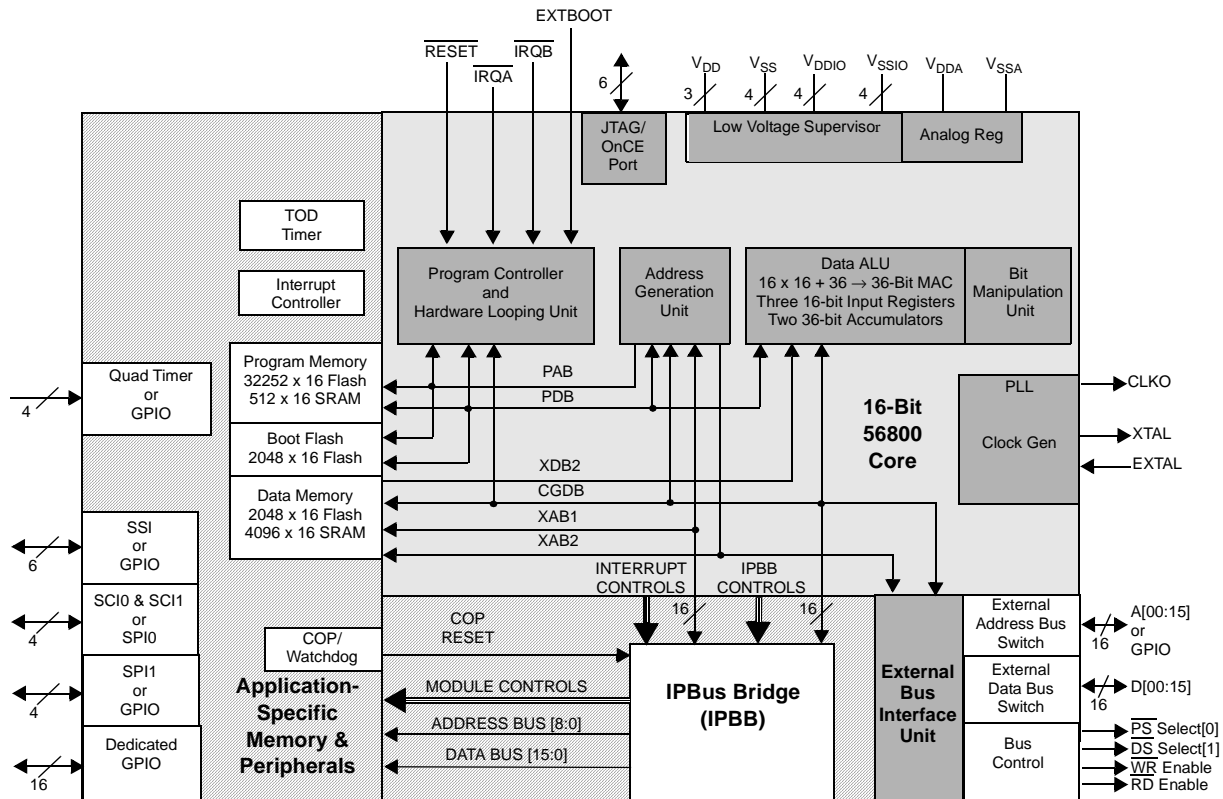 EXTBOOT
RESET
IRQB
IRQA
6
VDD
VSS
VDDIO
VSSIO
VDDA
VSSA
3
4
4
4
JTAG/
OnCE
Port
Low Voltage Supervisor
Analog Reg
TOD
Timer
Interrupt
Controller
Program Controller
and
Hardware Looping Unit
Address
Generation
Unit
Data ALU
16 x 16 + 36 → 36-Bit MAC
Three 16-bit Input Registers
Two 36-bit Accumulators
Bit
Manipulation
Unit
Quad Timer
or
GPIO
4
Program Memory
32252 x 16 Flash
512 x 16 SRAM
Boot Flash
2048 x 16 Flash
Data Memory
2048 x 16 Flash
4096 x 16 SRAM
PAB
PDB
XDB2
CGDB
XAB1
XAB2
16-Bit
56800
Core
PLL
Clock Gen
CLKO
XTAL
EXTAL
SSI
or
GPIO
6
SCI0 & SCI1
or
SPI0
4
SPI1
or
GPIO
4
Dedicated
GPIO
16
COP/
Watchdog
Application-
Specific
Memory &
Peripherals
INTERRUPT
CONTROLS
IPBB
CONTROLS
16
16
COP
RESET
MODULE CONTROLS
ADDRESS BUS [8:0]
DATA BUS [15:0]
IPBus Bridge
(IPBB)
External
Bus
Interface
Unit
External
Address Bus
Switch
External
Data Bus
Switch
Bus
Control
16
A[00:15]
or
GPIO
16
D[00:15]
PS Select[0]
DS Select[1]
WR Enable
RD Enable